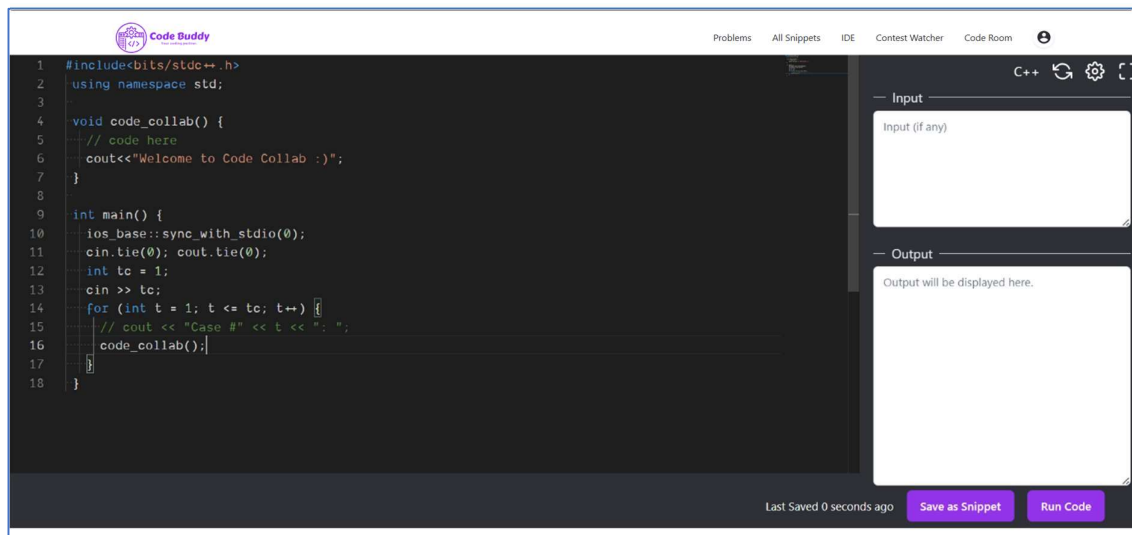 Code Buddy
Your coding partner
Problems All Snippets IDE Contest Watcher Code Room
1 #include<bits/stdc++.h>
2 using namespace std;
3
4 void code_collab() {
5 // code here
6 cout<<"Welcome to Code Collab :)";
7 }
8
9 int main() {
10 ios_base::sync_with_stdio(0);
11 cin.tie(0); cout.tie(0);
12 int tc = 1;
13 cin >> tc;
14 for (int t = 1; t <= tc; t++) {
15 // cout << "Case #" << t << ": ";
16 code_collab();
17 }
18 }
C++
Input
Input (if any)
Output
Output will be displayed here.
Last Saved 0 seconds ago Save as Snippet Run Code